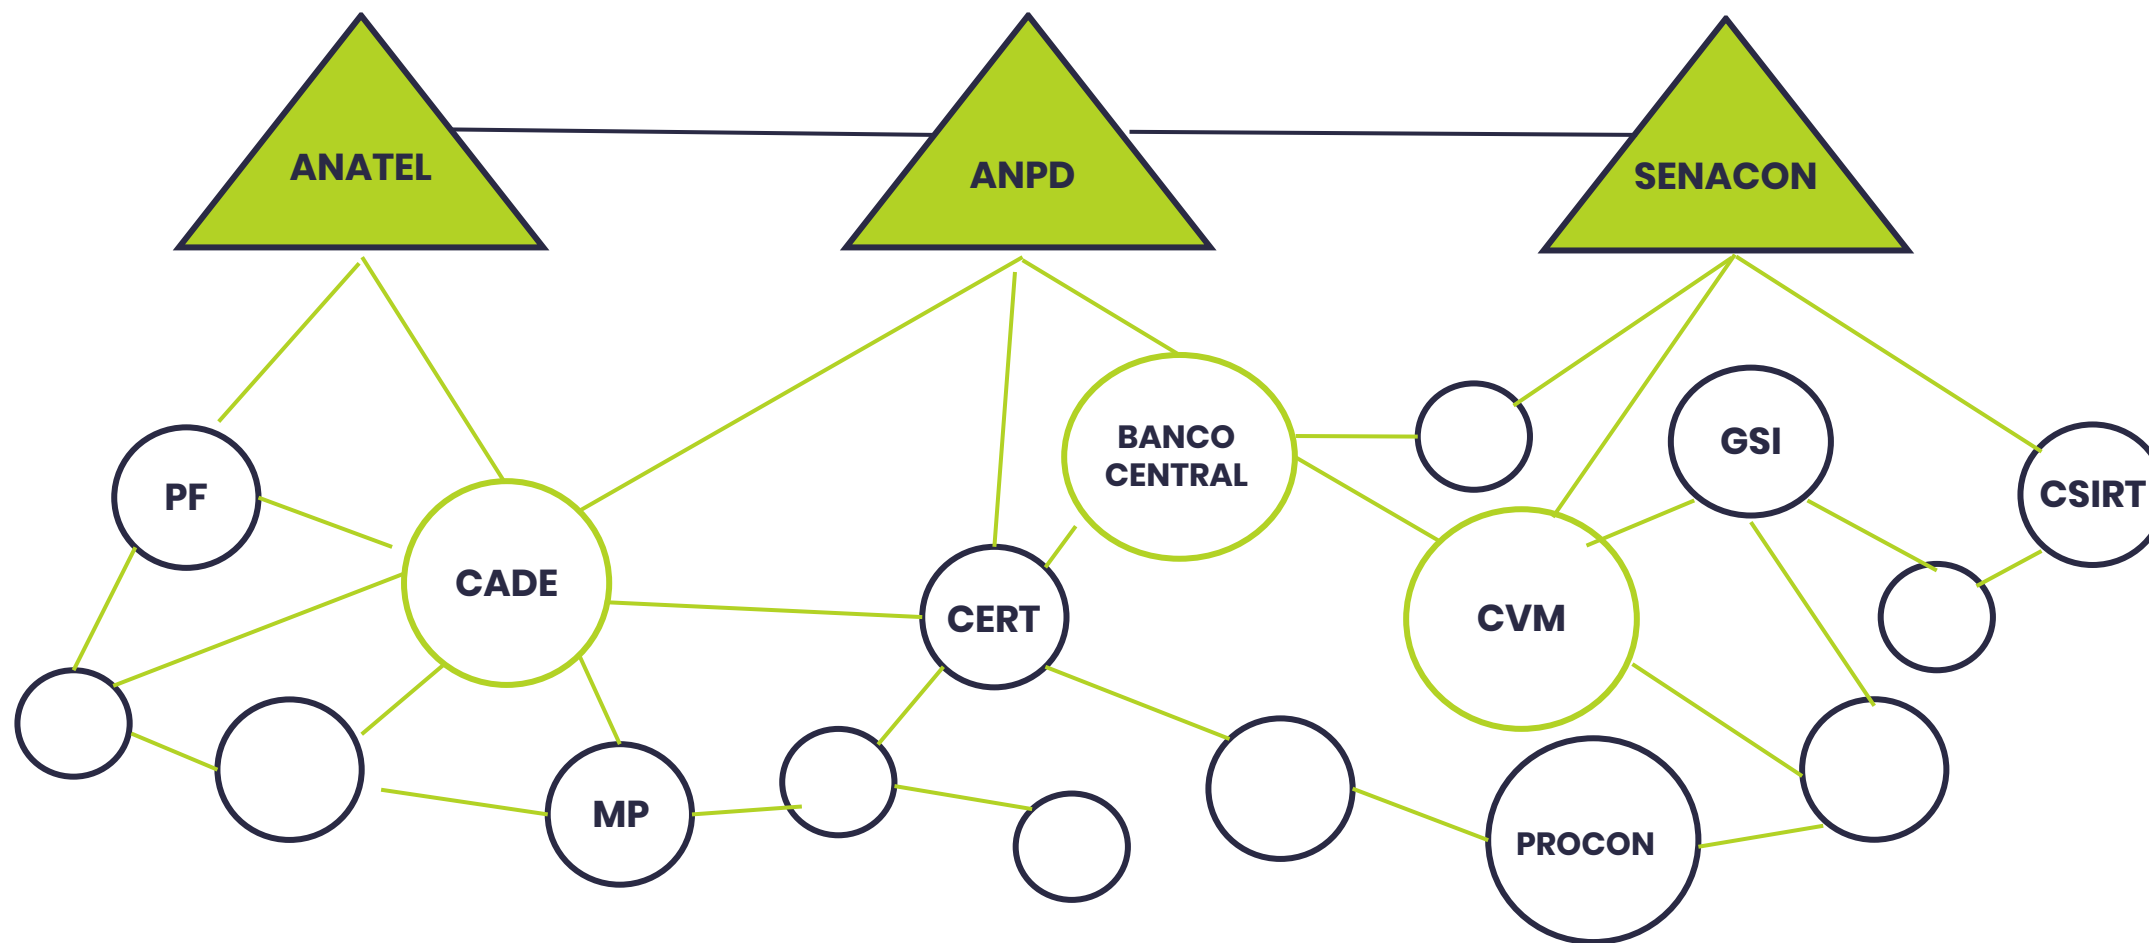 ANATEL
ANPD
SENACON
BANCO
CENTRAL
GSI
PF
CSIRT
CADE
CERT
CVM
MP
PROCON